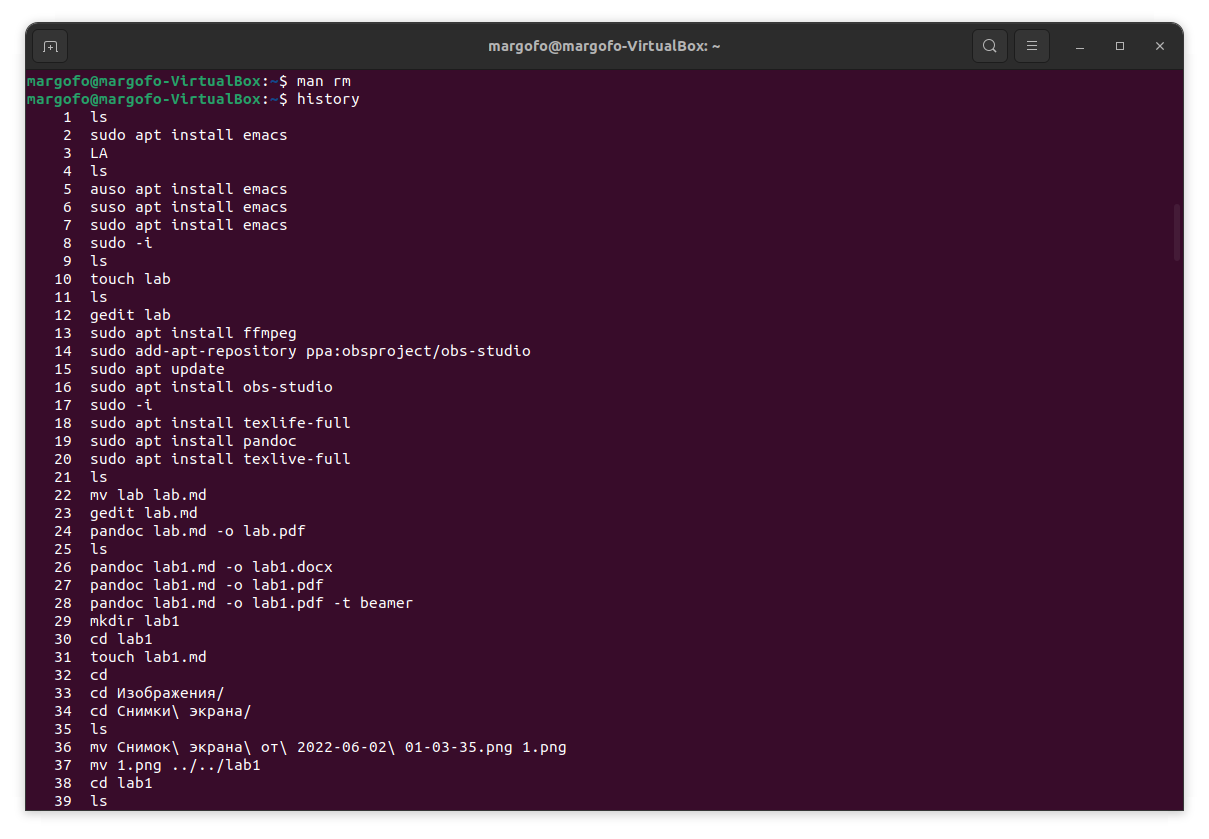 margofo@margofo-VirtualBox: ~
margofo@margofo-VirtualBox:~$ man rm
margofo@margofo-VirtualBox:~$ history
1 ls
2 sudo apt install emacs
3 LA
4 ls
5 auso apt install emacs
6 suso apt install emacs
7 sudo apt install emacs
8 sudo -i
9 ls
10 touch lab
11 ls
12 gedit lab
13 sudo apt install ffmpeg
14 sudo add-apt-repository ppa:obsproject/obs-studio
15 sudo apt update
16 sudo apt install obs-studio
17 sudo -i
18 sudo apt install texlife-full
19 sudo apt install pandoc
20 sudo apt install texlive-full
21 ls
22 mv lab lab.md
23 gedit lab.md
24 pandoc lab.md -o lab.pdf
25 ls
26 pandoc lab1.md -o lab1.docx
27 pandoc lab1.md -o lab1.pdf
28 pandoc lab1.md -o lab1.pdf -t beamer
29 mkdir lab1
30 cd lab1
31 touch lab1.md
32 cd
33 cd Изображения/
34 cd Снимки\ экрана/
35 ls
36 mv Снимок\ экрана\ от\ 2022-06-02\ 01-03-35.png 1.png
37 mv 1.png ../../lab1
38 cd lab1
39 ls